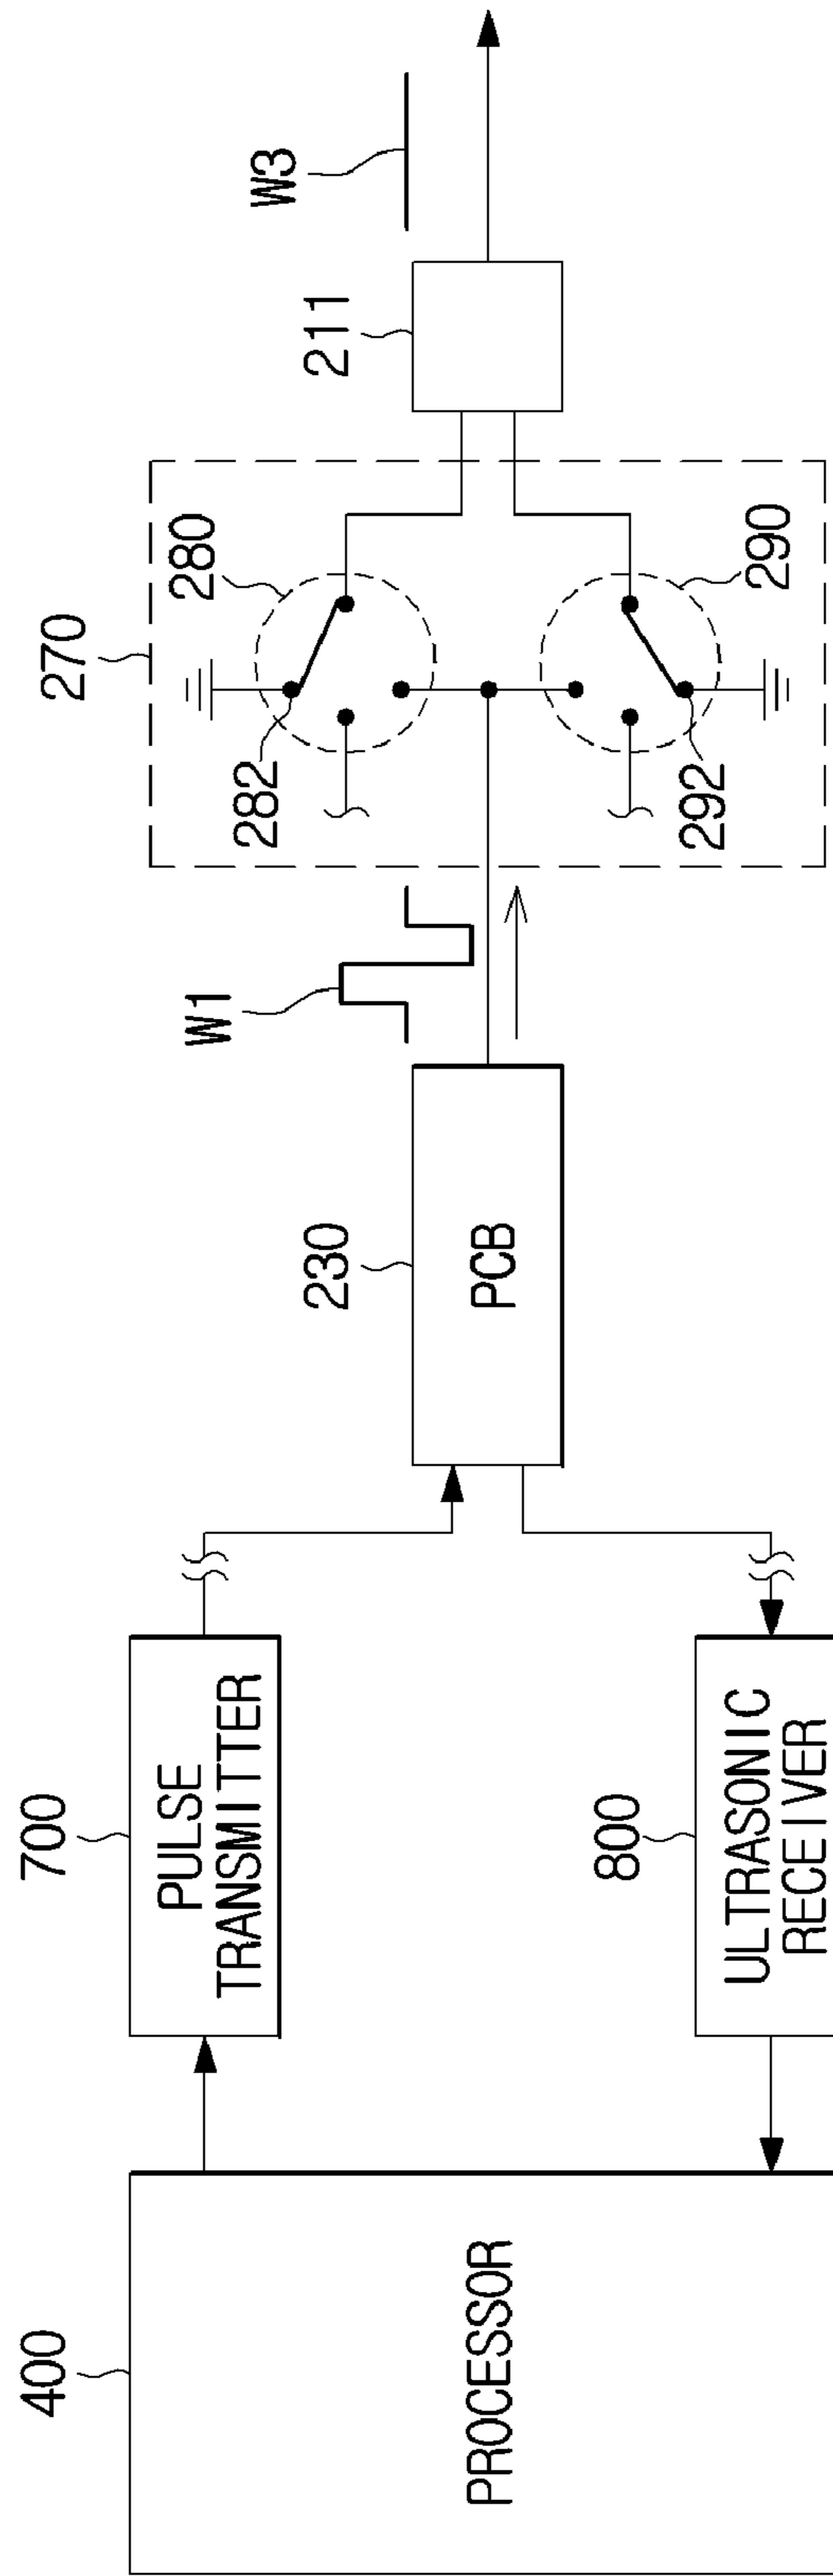 400
PROCESSOR
700
PULSE
TRANSMITTER
800
ULTRASONIC
RECEIVER
230
PCB
W1
270
280
282
290
292
211
W3